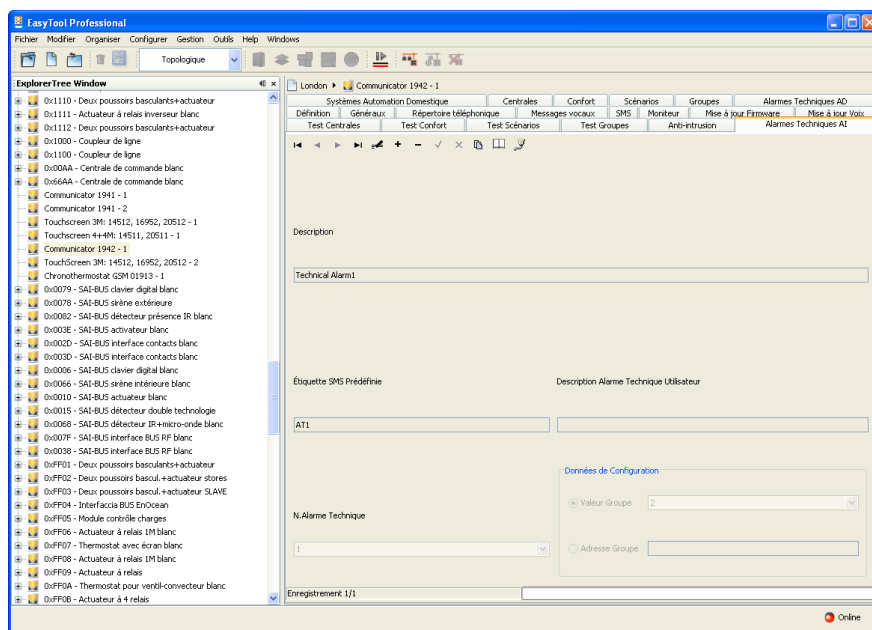 EasyTool Professional
Fichier Modifier Organiser Configurer Gestion Outils Help Windows
Topologique
ExplorerTree Window
0x1110 - Deux poussoirs basculants+actuateur
0x1111 - Actuateur à relais inverseur blanc
0x1112 - Deux poussoirs basculants+actuateur
0x1000 - Coupleur de ligne
0x1100 - Coupleur de ligne
0x00AA - Centrale de commande blanc
0x66AA - Centrale de commande blanc
Communicator 1941 - 1
Communicator 1941 - 2
Touchscreen 3M: 14512, 16952, 20512 - 1
Touchscreen 4+4M: 14511, 20511 - 1
Communicator 1942 - 1
TouchScreen 3M: 14512, 16952, 20512 - 2
Chronothermostat GSM 01913 - 1
0x0079 - SAI-BUS clavier digital blanc
0x0078 - SAI-BUS sirène extérieure
0x0082 - SAI-BUS détecteur présence IR blanc
0x003E - SAI-BUS activateur blanc
0x002D - SAI-BUS interface contacts blanc
0x003D - SAI-BUS interface contacts blanc
0x0006 - SAI-BUS clavier digital blanc
0x0066 - SAI-BUS sirène intérieure blanc
0x0010 - SAI-BUS actuateur blanc
0x0015 - SAI-BUS détecteur double technologie
0x0068 - SAI-BUS détecteur IR+micro-onde blanc
0x007F - SAI-BUS interface BUS RF blanc
0x0038 - SAI-BUS interface BUS RF blanc
0xFF01 - Deux poussoirs basculants+actuateur
0xFF02 - Deux poussoirs bascul.+actuateur stores
0xFF03 - Deux poussoirs bascul.+actuateur SLAVE
0xFF04 - Interfaccia BUS EnOcean
0xFF05 - Module contrôle charges
0xFF06 - Actuateur à relais 1M blanc
0xFF07 - Thermostat avec écran blanc
0xFF08 - Actuateur à relais 1M blanc
0xFF09 - Actuateur à relais
0xFF0A - Thermostat pour ventil-convecteur blanc
0xFF0B - Actuateur á 4 relais
London Communicator 1942 - 1
Systèmes Automation Domestique Centrales Confort Scénarios Groupes Alarmes Techniques AD
Définition Généraux Répertoire téléphonique Messages vocaux SMS Moniteur Mise à jour Firmware Mise à jour Voix
Test Centrales Test Confort Test Scénarios Test Groupes Anti-intrusion Alarmes Techniques AI
Description
Technical Alarm1
Étiquette SMS Prédéfinie Description Alarme Technique Utilisateur
AT1
Données de Configuration
Valeur Groupe 2
N.Alarme Technique
1
Adresse Groupe
Enregistrement 1/1
Online